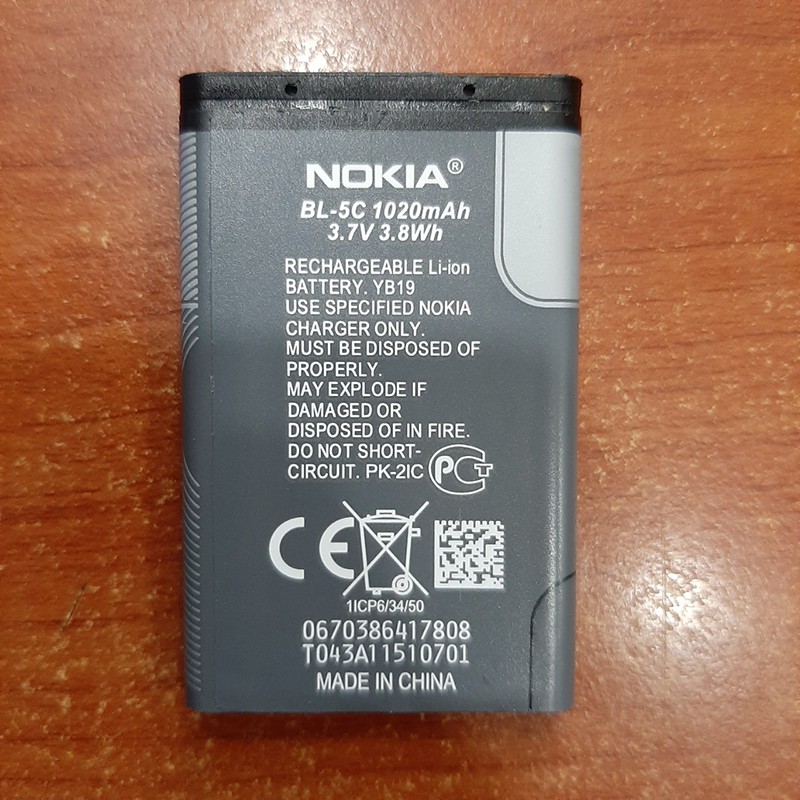 NOKIA®
BL-5C 1020mAh
3.7V 3.8Wh
RECHARGEABLE Li-ion
BATTERY. YB19
USE SPECIFIED NOKIA
CHARGER ONLY.
MUST BE DISPOSED OF
PROPERLY.
MAY EXPLODE IF
DAMAGED OR
DISPOSED OF IN FIRE.
DO NOT SHORT-
CIRCUIT. PK-2IC
РСТ
CE
1ICP6/34/50
0670386417808
T043A11510701
MADE IN CHINA